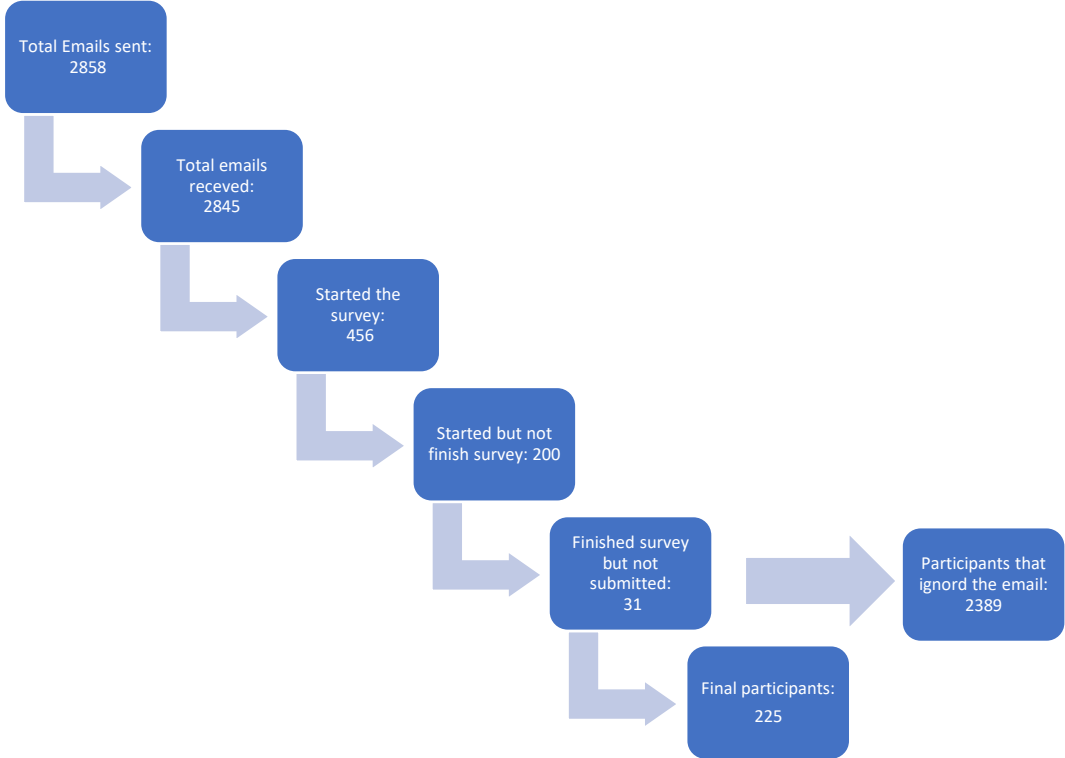 Total Emails sent:
2858
Total emails
receved:
2845
Started the
survey:
456
Started but not
finish survey: 200
Finished survey
but not
submitted:
31
Participants that
ignord the email:
2389
Final participants:
225